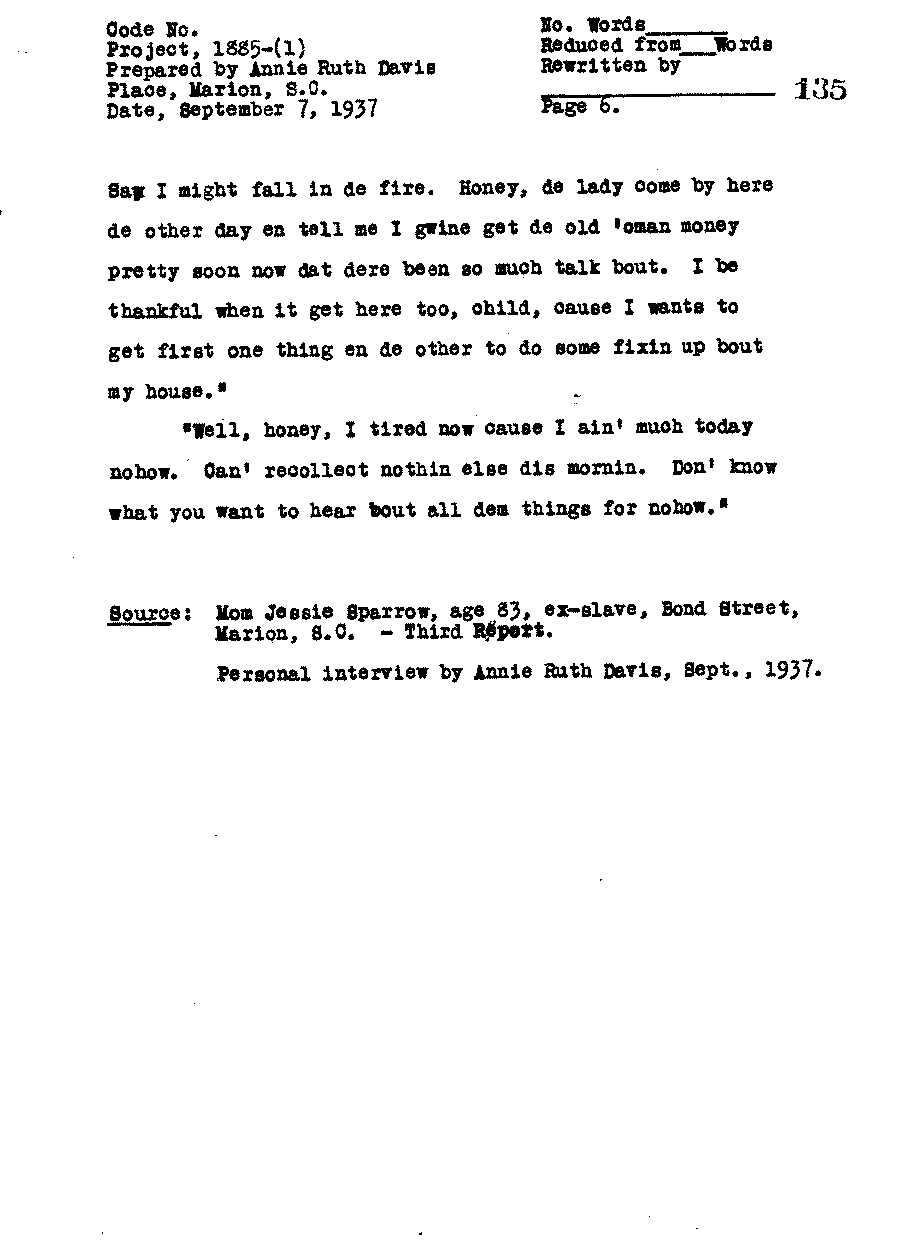 Code No.
Project, 1885-(1)
Prepared by Annie Ruth Davis
Place, Marion, S.C.
Date, September 7, 1937
No. Words_______
Reduced from___Words
Rewritten by
____________________
Page 6.
135
Say I might fall in de fire. Honey, de lady come by here
de other day en tell me I gwine get de old 'oman money
pretty soon now dat dere been so much talk bout. I be
thankful when it get here too, child, cause I wants to
get first one thing en de other to do some fixin up bout
my house."
"Well, honey, I tired now cause I ain' much today
nohow. Can' recollect nothin else dis mornin. Don' know
what you want to hear bout all dem things for nohow."
Source: Mom Jessie Sparrow, age 83, ex-slave, Bond Street,
Marion, S.C. - Third Report.
Personal interview by Annie Ruth Davis, Sept., 1937.